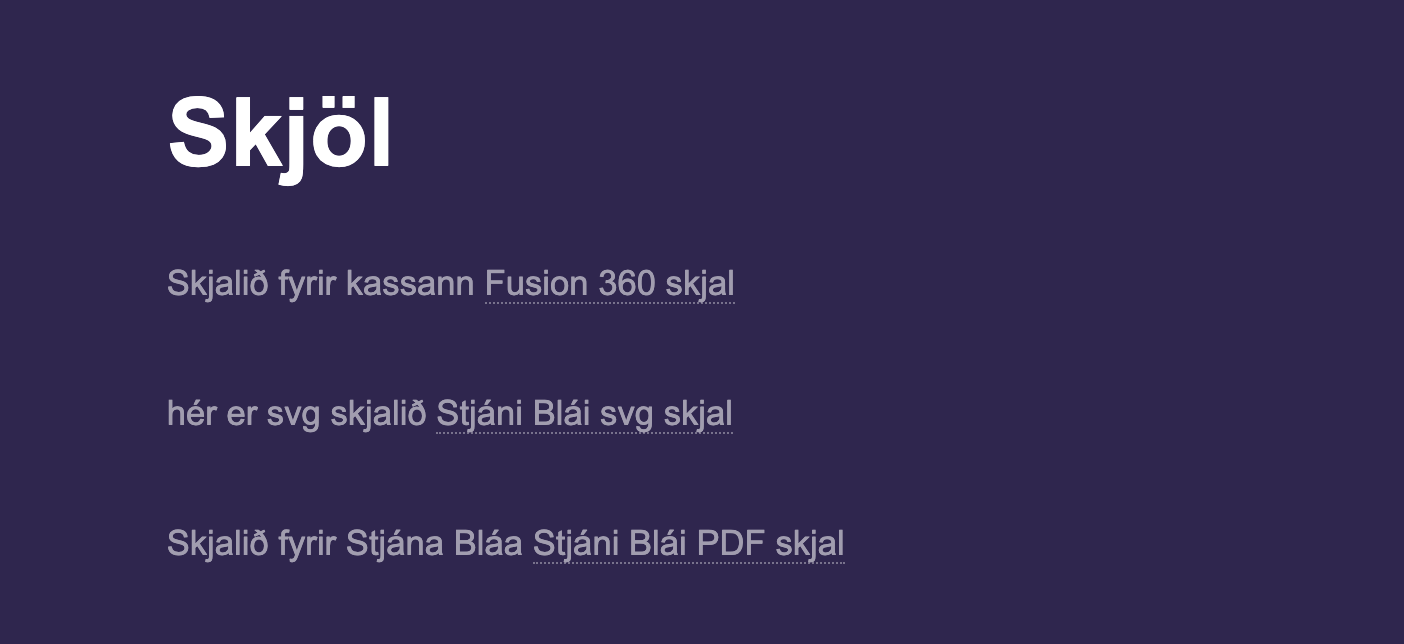 Skjöl
Skjalið fyrir kassann Fusion 360 skjal
hér er svg skjalið Stjáni Blái svg skjal
Skjalið fyrir Stjána Bláa Stjáni Blái PDF skjal